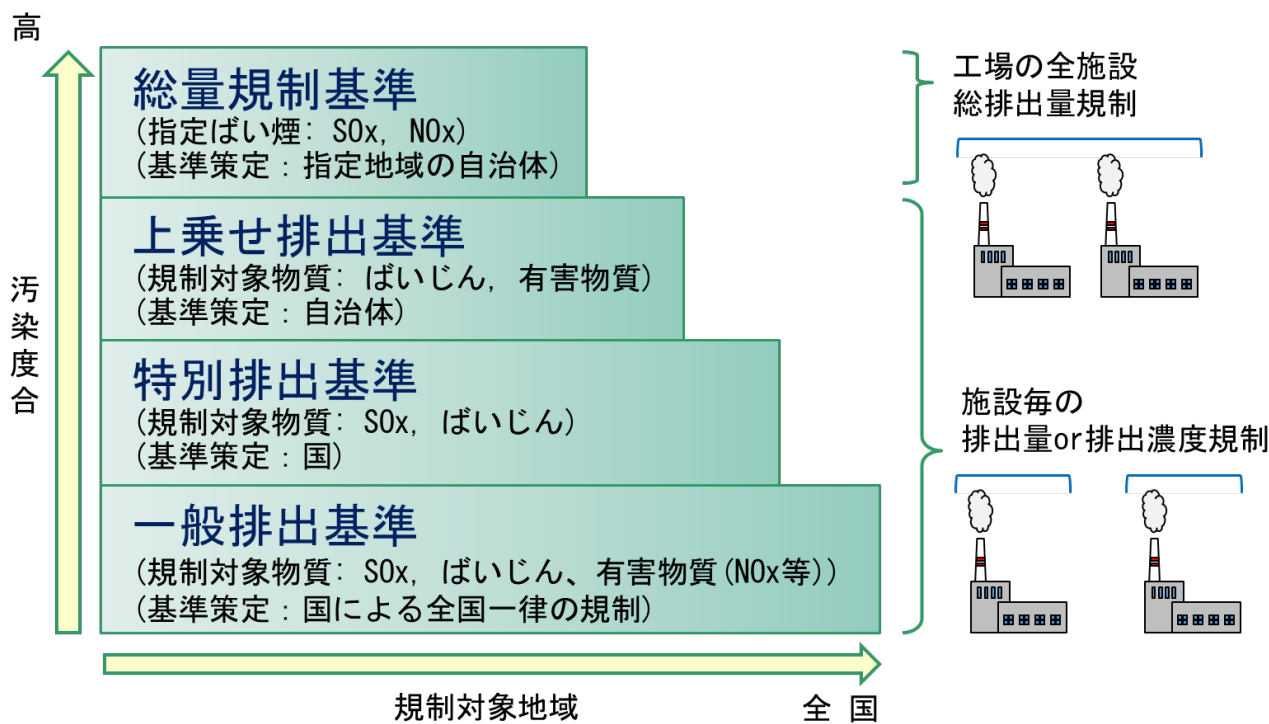 高
総量規制基準
(指定ばい煙: SOx, NOx)
(基準策定：指定地域の自治体)
上乗せ排出基準
(規制対象物質: ばいじん, 有害物質)
(基準策定：自治体)
特別排出基準
(規制対象物質: SOx, ばいじん)
(基準策定：国)
一般排出基準
(規制対象物質: SOx, ばいじん、有害物質(NOx等))
(基準策定：国による全国一律の規制)
汚染度合
規制対象地域
全 国
工場の全施設
総排出量規制
施設毎の
排出量or排出濃度規制